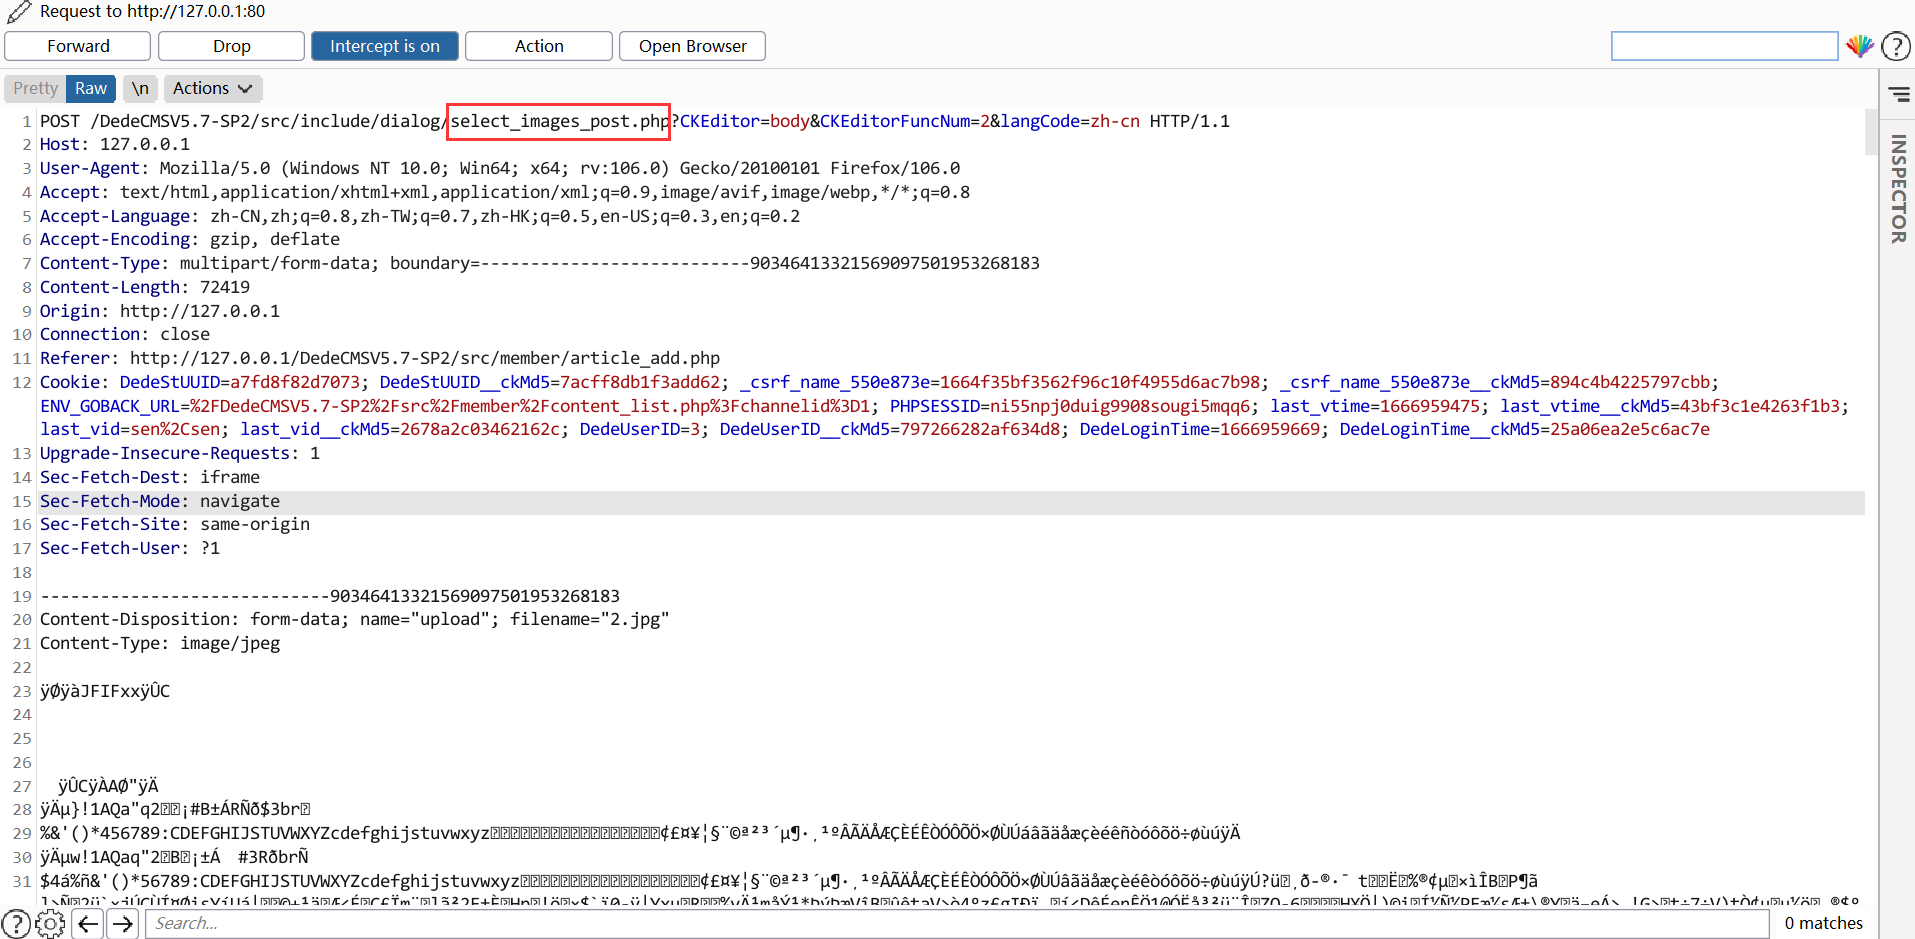 Request to http://127.0.0.1:80
Forward
Drop
Intercept is on
Action
Open Browser
Pretty
Raw
\n
Actions
INSPECTOR
1 POST /DedeCMSV5.7-SP2/src/include/dialog/select_images_post.php?CKEditor=body&CKEditorFuncNum=2&langCode=zh-cn HTTP/1.1
2 Host: 127.0.0.1
3 User-Agent: Mozilla/5.0 (Windows NT 10.0; Win64; x64; rv:106.0) Gecko/20100101 Firefox/106.0
4 Accept: text/html,application/xhtml+xml,application/xml;q=0.9,image/avif,image/webp,*/*;q=0.8
5 Accept-Language: zh-CN,zh;q=0.8,zh-TW;q=0.7,zh-HK;q=0.5,en-US;q=0.3,en;q=0.2
6 Accept-Encoding: gzip, deflate
7 Content-Type: multipart/form-data; boundary=---------------------------90346413321569097501953268183
8 Content-Length: 72419
9 Origin: http://127.0.0.1
10 Connection: close
11 Referer: http://127.0.0.1/DedeCMSV5.7-SP2/src/member/article_add.php
12 Cookie: DedeStUUID=a7fd8f82d7073; DedeStUUID__ckMd5=7acff8db1f3add62; _csrf_name_550e873e=1664f35bf3562f96c10f4955d6ac7b98; _csrf_name_550e873e__ckMd5=894c4b4225797cbb;
ENV_GOBACK_URL=%2FDedeCMSV5.7-SP2%2Fsrc%2Fmember%2Fcontent_list.php%3Fchannelid%3D1; PHPSESSID=ni55npj0duig9908sougi5mqq6; last_vtime=1666959475; last_vtime__ckMd5=43bf3c1e4263f1b3;
last_vid=sen%2Csen; last_vid__ckMd5=2678a2c03462162c; DedeUserID=3; DedeUserID__ckMd5=797266282af634d8; DedeLoginTime=1666959669; DedeLoginTime__ckMd5=25a06ea2e5c6ac7e
13 Upgrade-Insecure-Requests: 1
14 Sec-Fetch-Dest: iframe
15 Sec-Fetch-Mode: navigate
16 Sec-Fetch-Site: same-origin
17 Sec-Fetch-User: ?1
18
19 -----------------------------90346413321569097501953268183
20 Content-Disposition: form-data; name="upload"; filename="2.jpg"
21 Content-Type: image/jpeg
22
23 ÿØÿàJFIFxxÿÛC
24
25
26
27 ÿÛCÿÀAØ"ÿÄ
28 ÿÄµ}!1AQa"q2¡#B±ÁRÑð$3br
29 %&'()*456789:CDEFGHIJSTUVWXYZcdefghijstuvwxyz¢£¤¥¦§¨©ª²³´µ¶·¸¹ºÂÃÄÅÆÇÈÉÊÒÓÔÕÖ×ØÙÚáâãäåæçèéêñòóôõö÷øùúÿÄ
30 ÿÄµw!1AQaq"2B¡±Á #3RðbrÑ
31 $4á%ñ&'()*56789:CDEFGHIJSTUVWXYZcdefghijstuvwxyz¢£¤¥¦§¨©ª²³´µ¶·¸¹ºÂÃÄÅÆÇÈÉÊÒÓÔÕÖ×ØÙÚâãäåæçèéêòóôõö÷øùúÿÚ?ü
Search...
0 matches